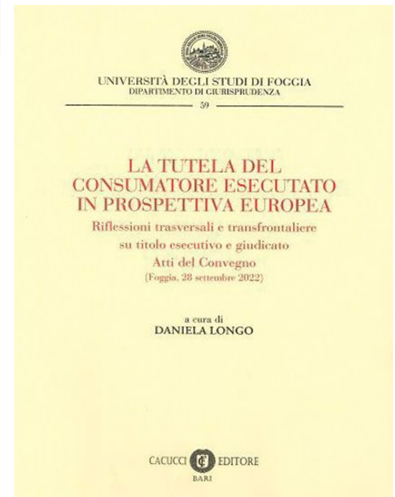 UNIVERSITÀ DEGLI STUDI DI FOGGIA
DIPARTIMENTO DI GIURISPRUDENZA
59
LA TUTELA DEL
CONSUMATORE ESECUTATO
IN PROSPETTIVA EUROPEA
Riflessioni trasversali e transfrontaliere
su titolo esecutivo e giudicato
Atti del Convegno
(Foggia, 28 settembre 2022)
a cura di
DANIELA LONGO
CACUCCI EDITORE
BARI